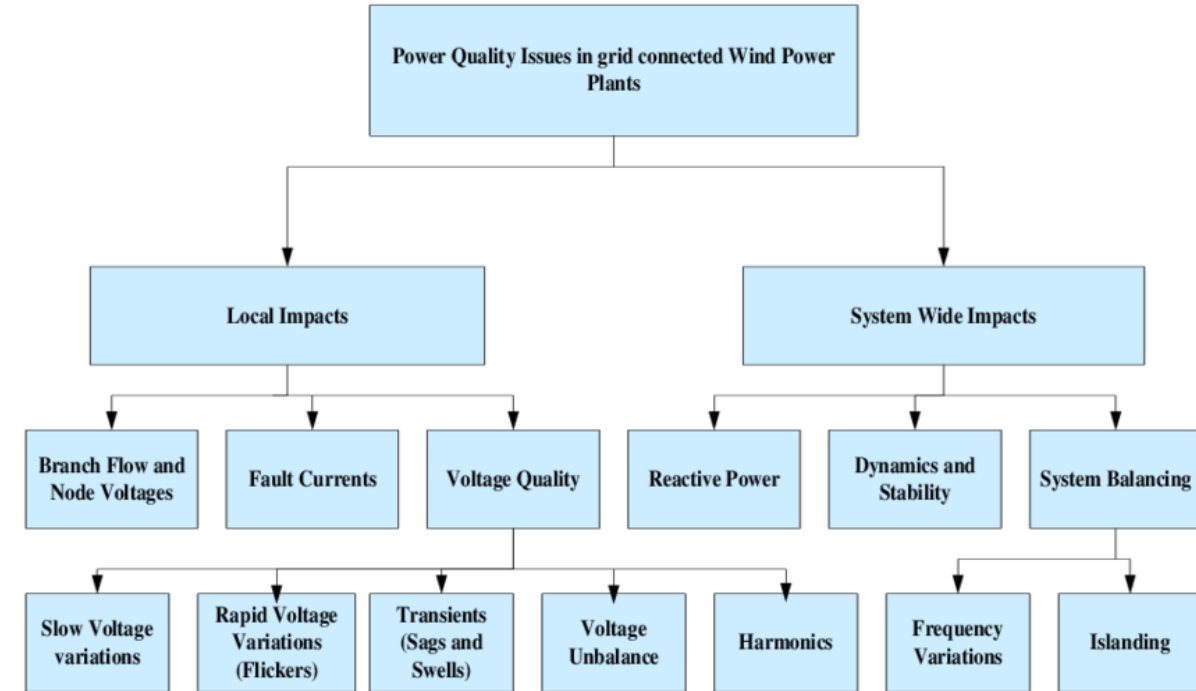 Power Quality Issues in grid connected Wind Power
Plants
Local Impacts
System Wide Impacts
Branch Flow and
Node Voltages
Fault Currents
Voltage Quality
Reactive Power
Dynamics and
Stability
System Balancing
Slow Voltage
variations
Rapid Voltage
Variations
(Flickers)
Transients
(Sags and
Swells)
Voltage
Unbalance
Harmonics
Frequency
Variations
Islanding